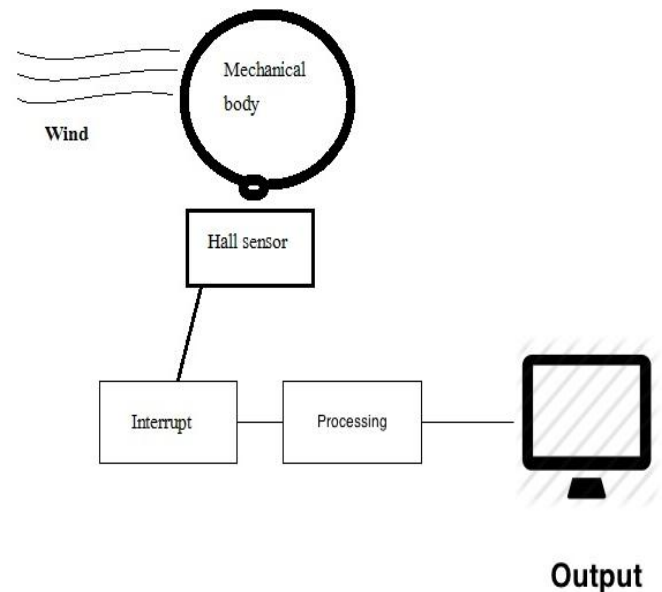 Mechanical
body
Wind
Hall sensor
Interrupt
Processing
Output